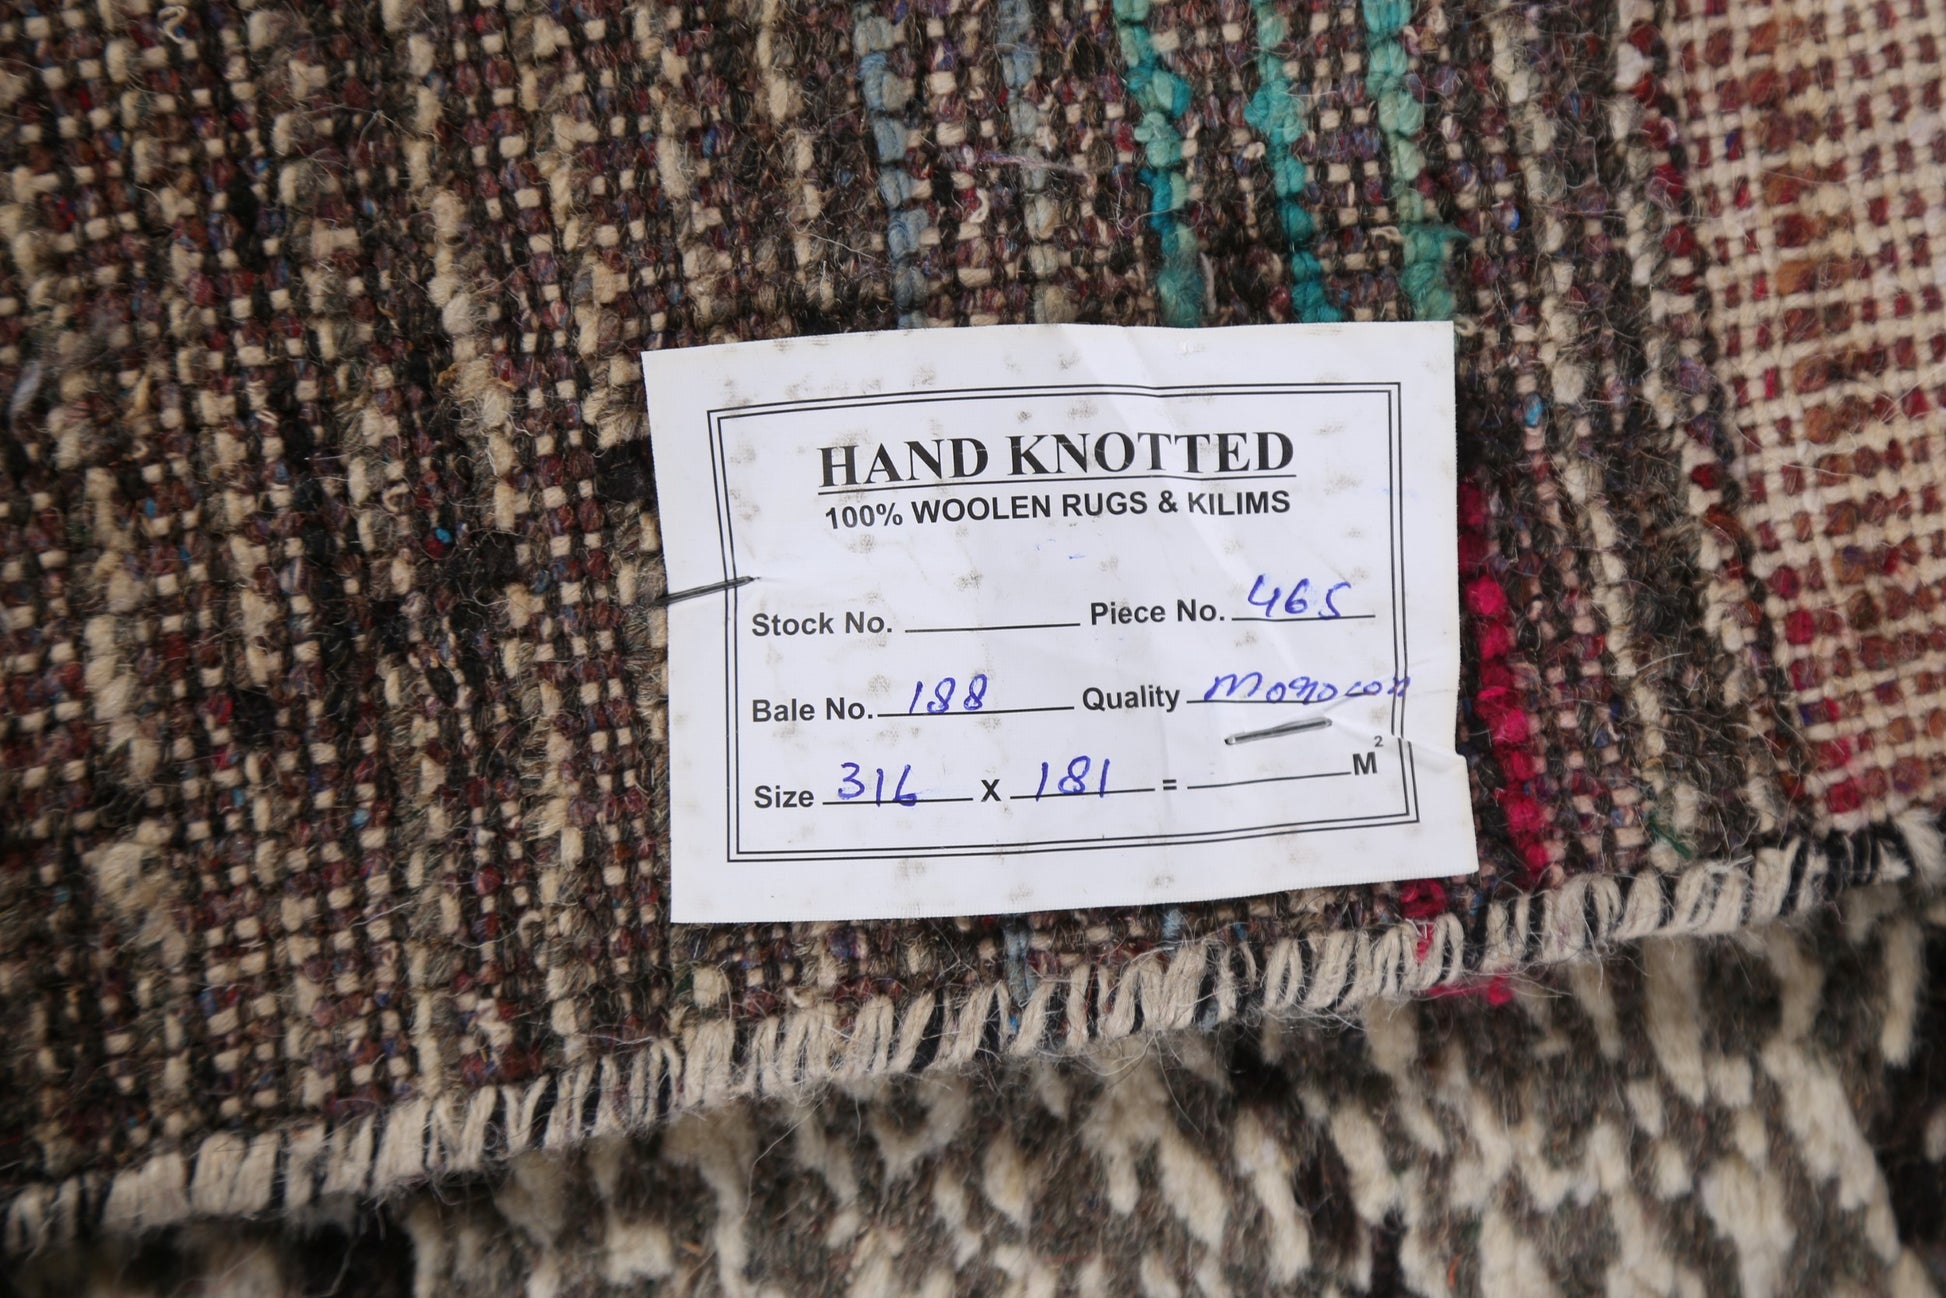 HAND KNOTTED
100% WOOLEN RUGS & KILIMS
Stock No. Piece No. 465
Bale No. 188 Quality
Size 316 X 181 = M²